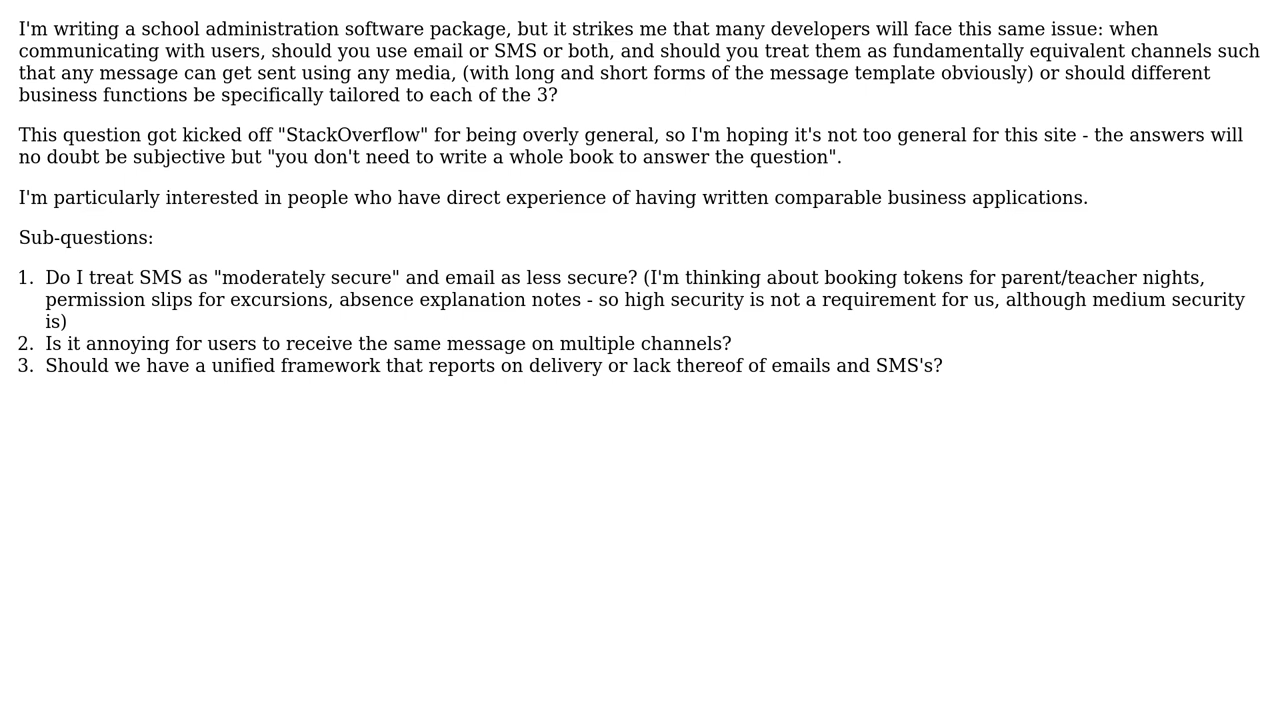 I'm writing a school administration software package, but it strikes me that many developers will face this same issue: when
communicating with users, should you use email or SMS or both, and should you treat them as fundamentally equivalent channels such
that any message can get sent using any media, (with long and short forms of the message template obviously) or should different
business functions be specifically tailored to each of the 3?
This question got kicked off "StackOverflow" for being overly general, so I'm hoping it's not too general for this site - the answers will
no doubt be subjective but "you don't need to write a whole book to answer the question".
I'm particularly interested in people who have direct experience of having written comparable business applications.
Sub-questions:
1. Do I treat SMS as "moderately secure" and email as less secure? (I'm thinking about booking tokens for parent/teacher nights,
permission slips for excursions, absence explanation notes - so high security is not a requirement for us, although medium security
is)
2. Is it annoying for users to receive the same message on multiple channels?
3. Should we have a unified framework that reports on delivery or lack thereof of emails and SMS's?